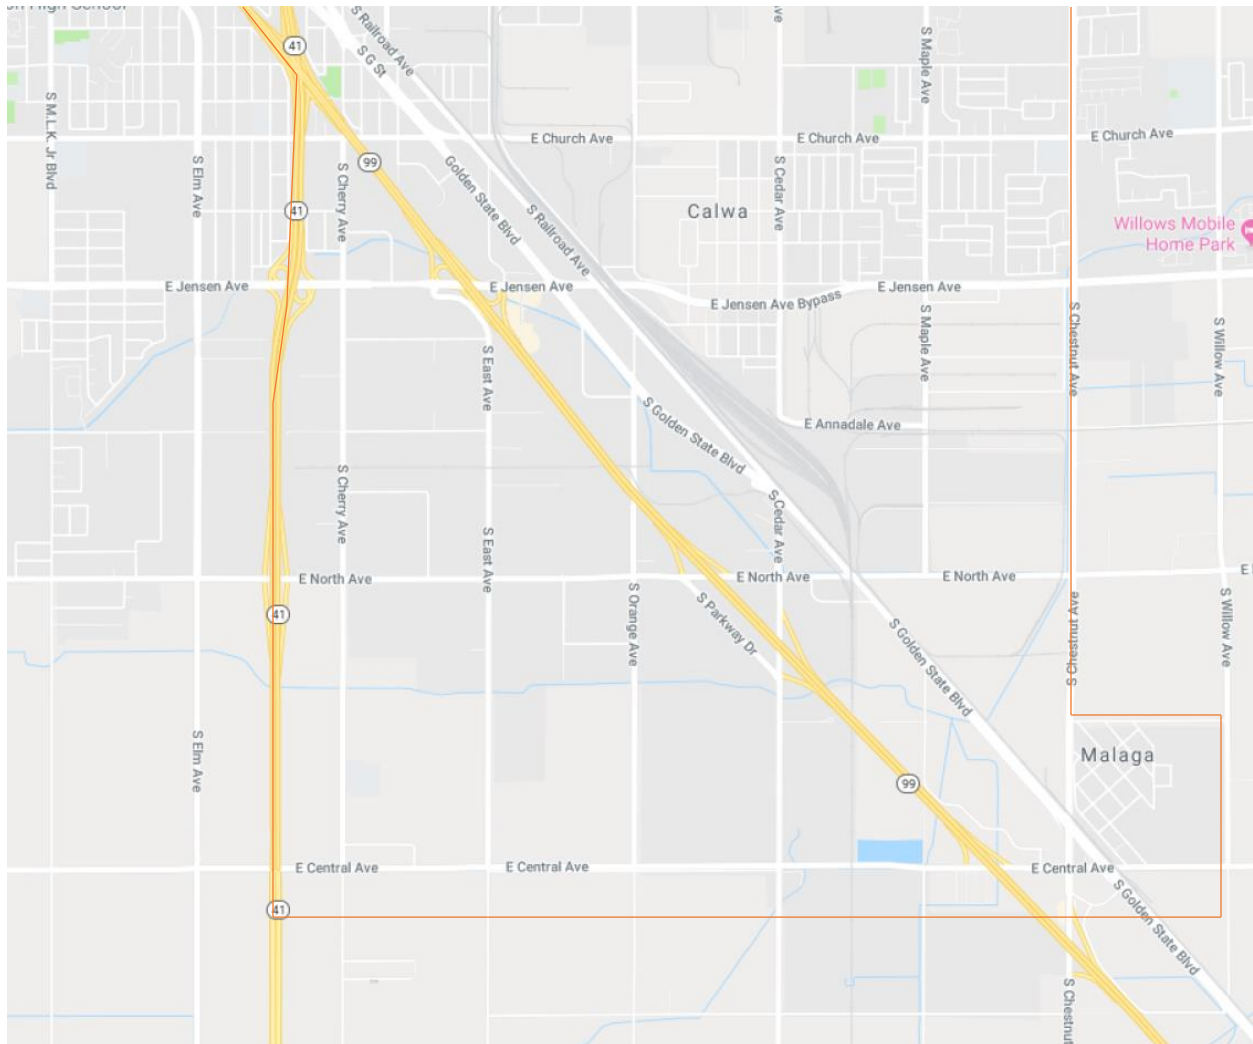 on High School
41
S Railroad Ave
S G St
Ave
S Maple Ave
S M.L.K. Jr Blvd
E Church Ave
E Church Ave
E Church Ave
99
S Elm Ave
S Cherry Ave
Golden State Blvd
S Cedar Ave
41
S Railroad Ave
Calwa
Willows Mobile
Home Park
E Jensen Ave
E Jensen Ave
E Jensen Ave Bypass
E Jensen Ave
S East Ave
S Maple Ave
S Chestnut Ave
S Willow Ave
S Golden State Blvd
E Annadale Ave
S Cherry Ave
S Cedar Ave
S East Ave
E North Ave
E North Ave
E North Ave
E
41
S Orange Ave
S Parkway Dr
S Golden State Blvd
S Chestnut Ave
S Willow Ave
S Elm Ave
Malaga
99
E Central Ave
E Central Ave
E Central Ave
41
S Golden State Blvd
S Chestnut